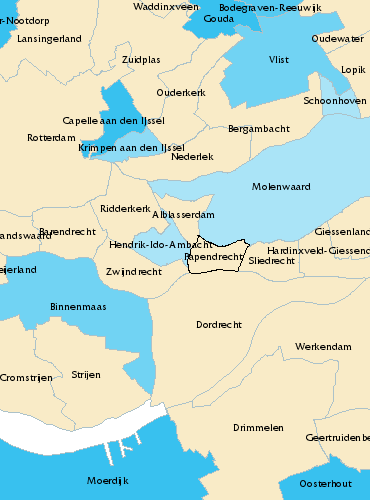 Waddinxveen
Bodegraven-Reeuwijk
Gouda
r-Nootdorp
Lansingerland
Oudewater
Zuidplas
Vlist
Lopik
Ouderkerk
Schoonhoven
Capelle aan den IJssel
Bergambacht
Rotterdam
Krimpen aan den IJssel
Nederlek
Molenwaard
Ridderkerk
Alblasserdam
Barendrecht
Giessenland
andswaard
Hendrik-Ido-Ambacht
Hardinxveld-Giessend
Papendrecht
Sliedrecht
eijerland
Zwijndrecht
Binnenmaas
Dordrecht
Werkendam
Strijen
Cromstrijen
Drimmelen
Geertruidenbe
Moerdijk
Oosterhout